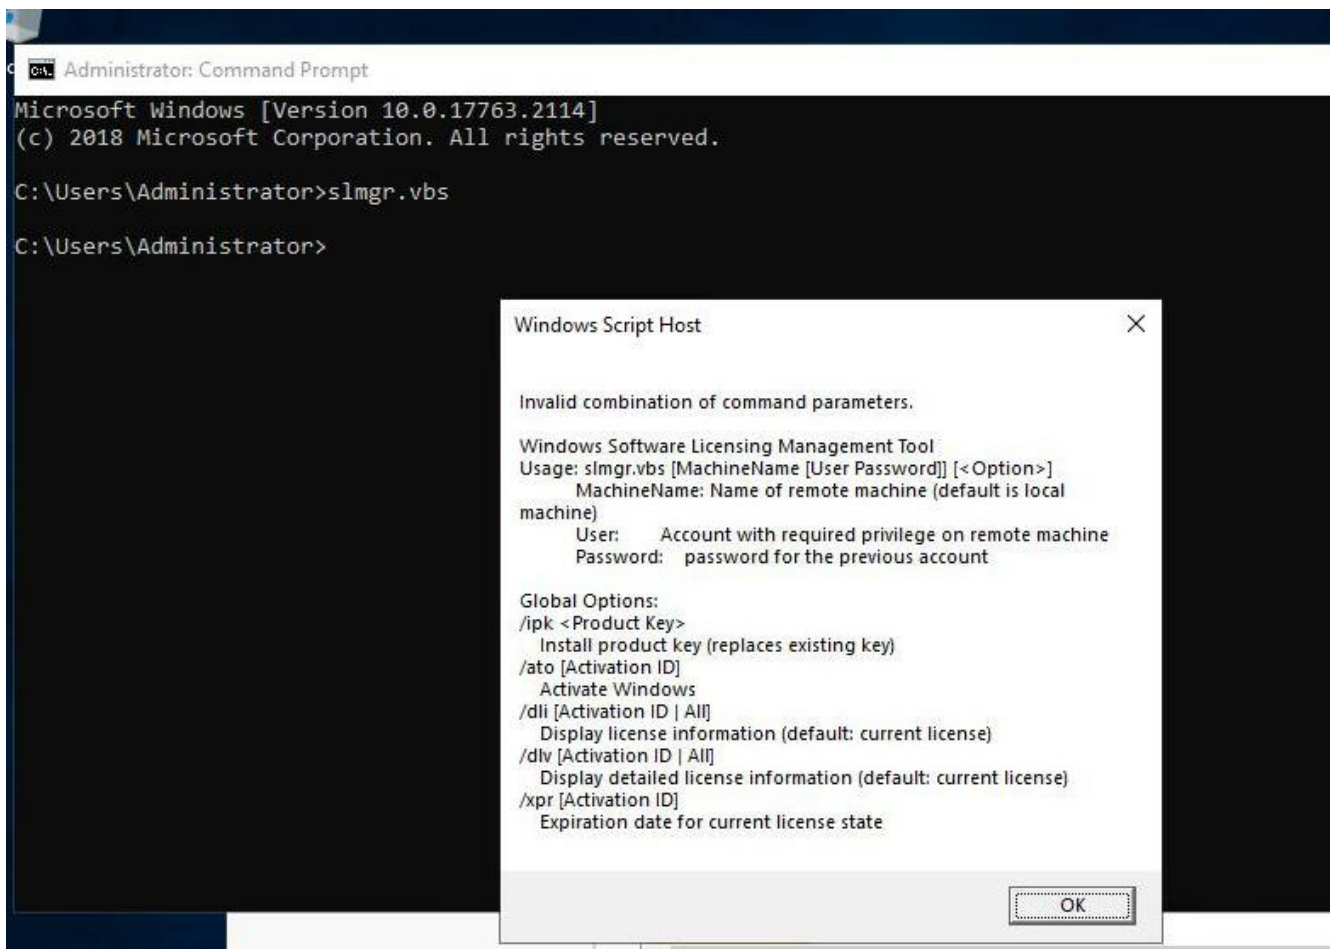 Administrator: Command Prompt
Microsoft Windows [Version 10.0.17763.2114]
(c) 2018 Microsoft Corporation. All rights reserved.
C:\Users\Administrator>slmgr.vbs
C:\Users\Administrator>
Windows Script Host
Invalid combination of command parameters.
Windows Software Licensing Management Tool
Usage: slmgr.vbs [MachineName [User Password]] [<Option>]
MachineName: Name of remote machine (default is local
machine)
User: Account with required privilege on remote machine
Password: password for the previous account
Global Options:
/ipk <Product Key>
Install product key (replaces existing key)
/ato [Activation ID]
Activate Windows
/dli [Activation ID | All]
Display license information (default: current license)
/dlv [Activation ID | All]
Display detailed license information (default: current license)
/xpr [Activation ID]
Expiration date for current license state
OK